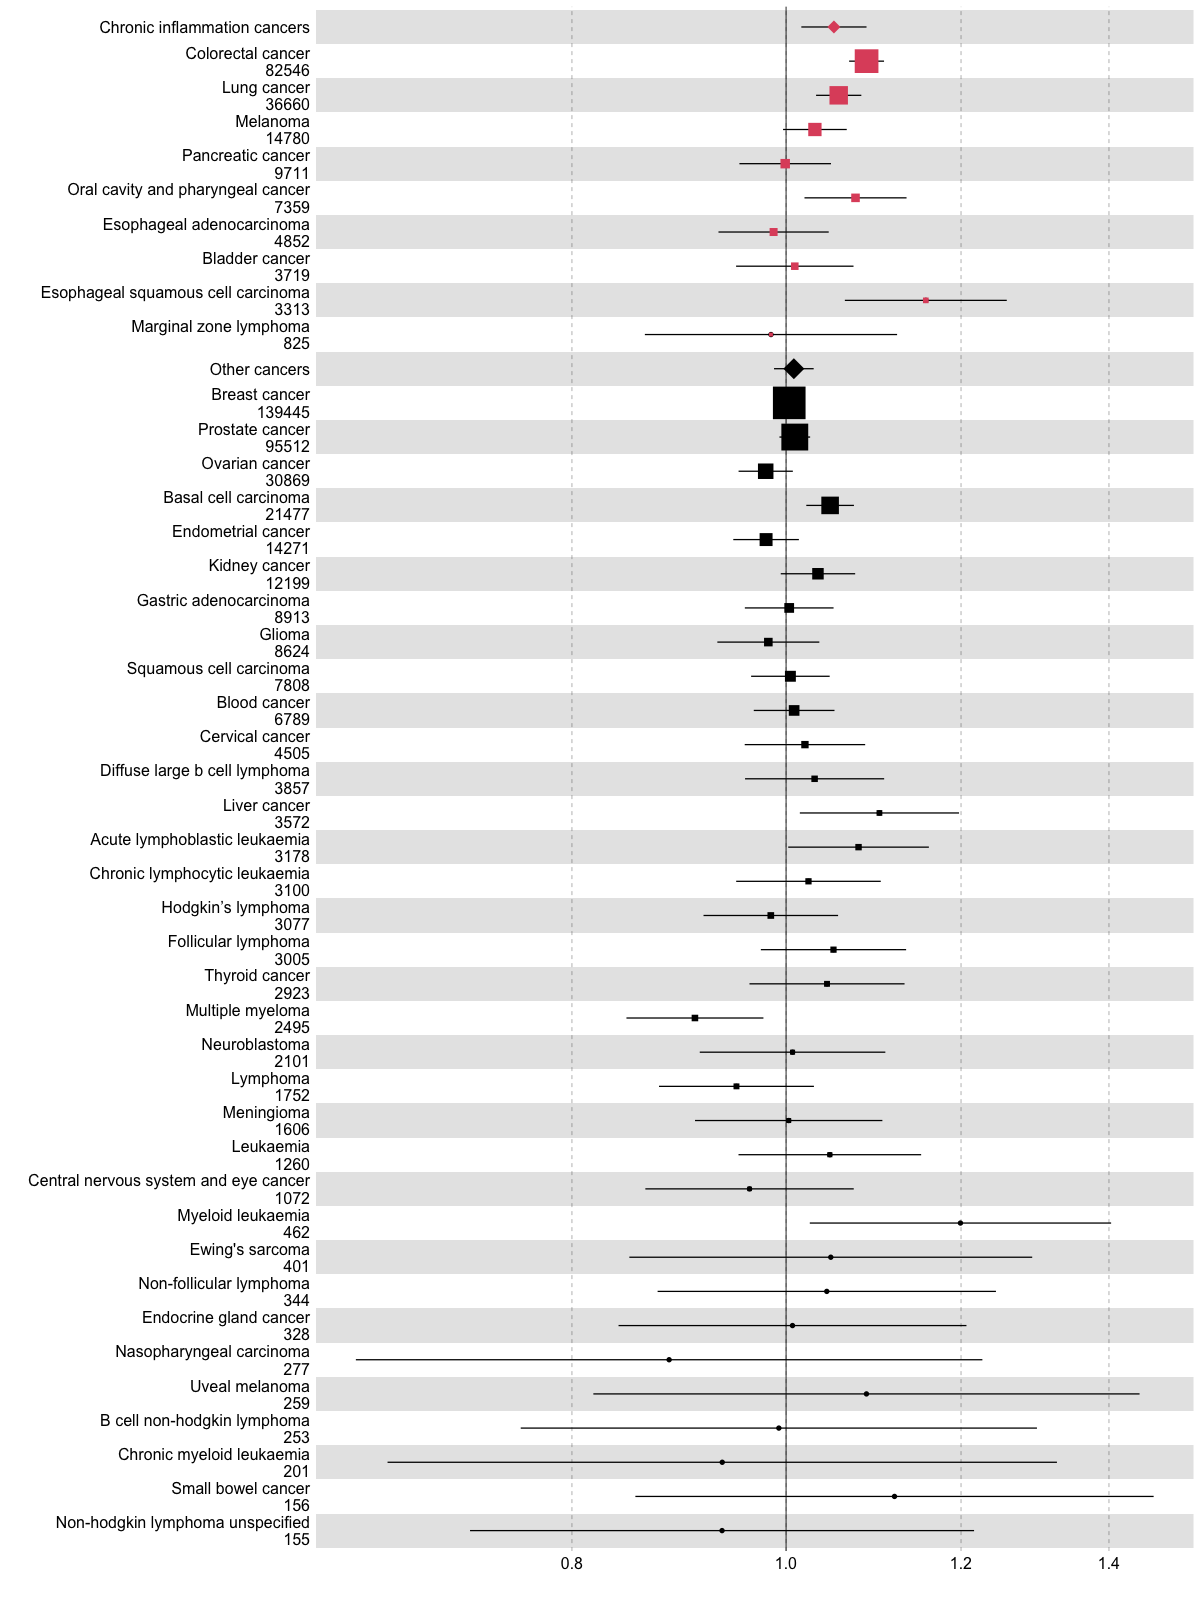 Chronic inflammation cancers
Colorectal cancer
82546
Lung cancer
36660
Melanoma
14780
Pancreatic cancer
9711
Oral cavity and pharyngeal cancer
7359
Esophageal adenocarcinoma
4852
Bladder cancer
3719
Esophageal squamous cell carcinoma
3313
Marginal zone lymphoma
825
Other cancers
Breast cancer
139445
Prostate cancer
95512
Ovarian cancer
30869
Basal cell carcinoma
21477
Endometrial cancer
14271
Kidney cancer
12199
Gastric adenocarcinoma
8913
Glioma
8624
Squamous cell carcinoma
7808
Blood cancer
6789
Cervical cancer
4505
Diffuse large b cell lymphoma
3857
Liver cancer
3572
Acute lymphoblastic leukaemia
3178
Chronic lymphocytic leukaemia
3100
Hodgkin’s lymphoma
3077
Follicular lymphoma
3005
Thyroid cancer
2923
Multiple myeloma
2495
Neuroblastoma
2101
Lymphoma
1752
Meningioma
1606
Leukaemia
1260
Central nervous system and eye cancer
1072
Myeloid leukaemia
462
Ewing's sarcoma
401
Non-follicular lymphoma
344
Endocrine gland cancer
328
Nasopharyngeal carcinoma
277
Uveal melanoma
259
B cell non-hodgkin lymphoma
253
Chronic myeloid leukaemia
201
Small bowel cancer
156
Non-hodgkin lymphoma unspecified
155
0.8 1.0 1.2 1.4